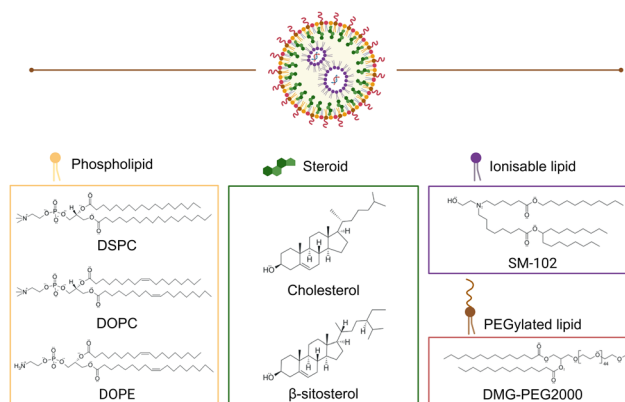 Phospholipid
DSPC
DOPC
DOPE
Steroid
Cholesterol
β-sitosterol
Ionisable lipid
SM-102
PEGylated lipid
DMG-PEG2000